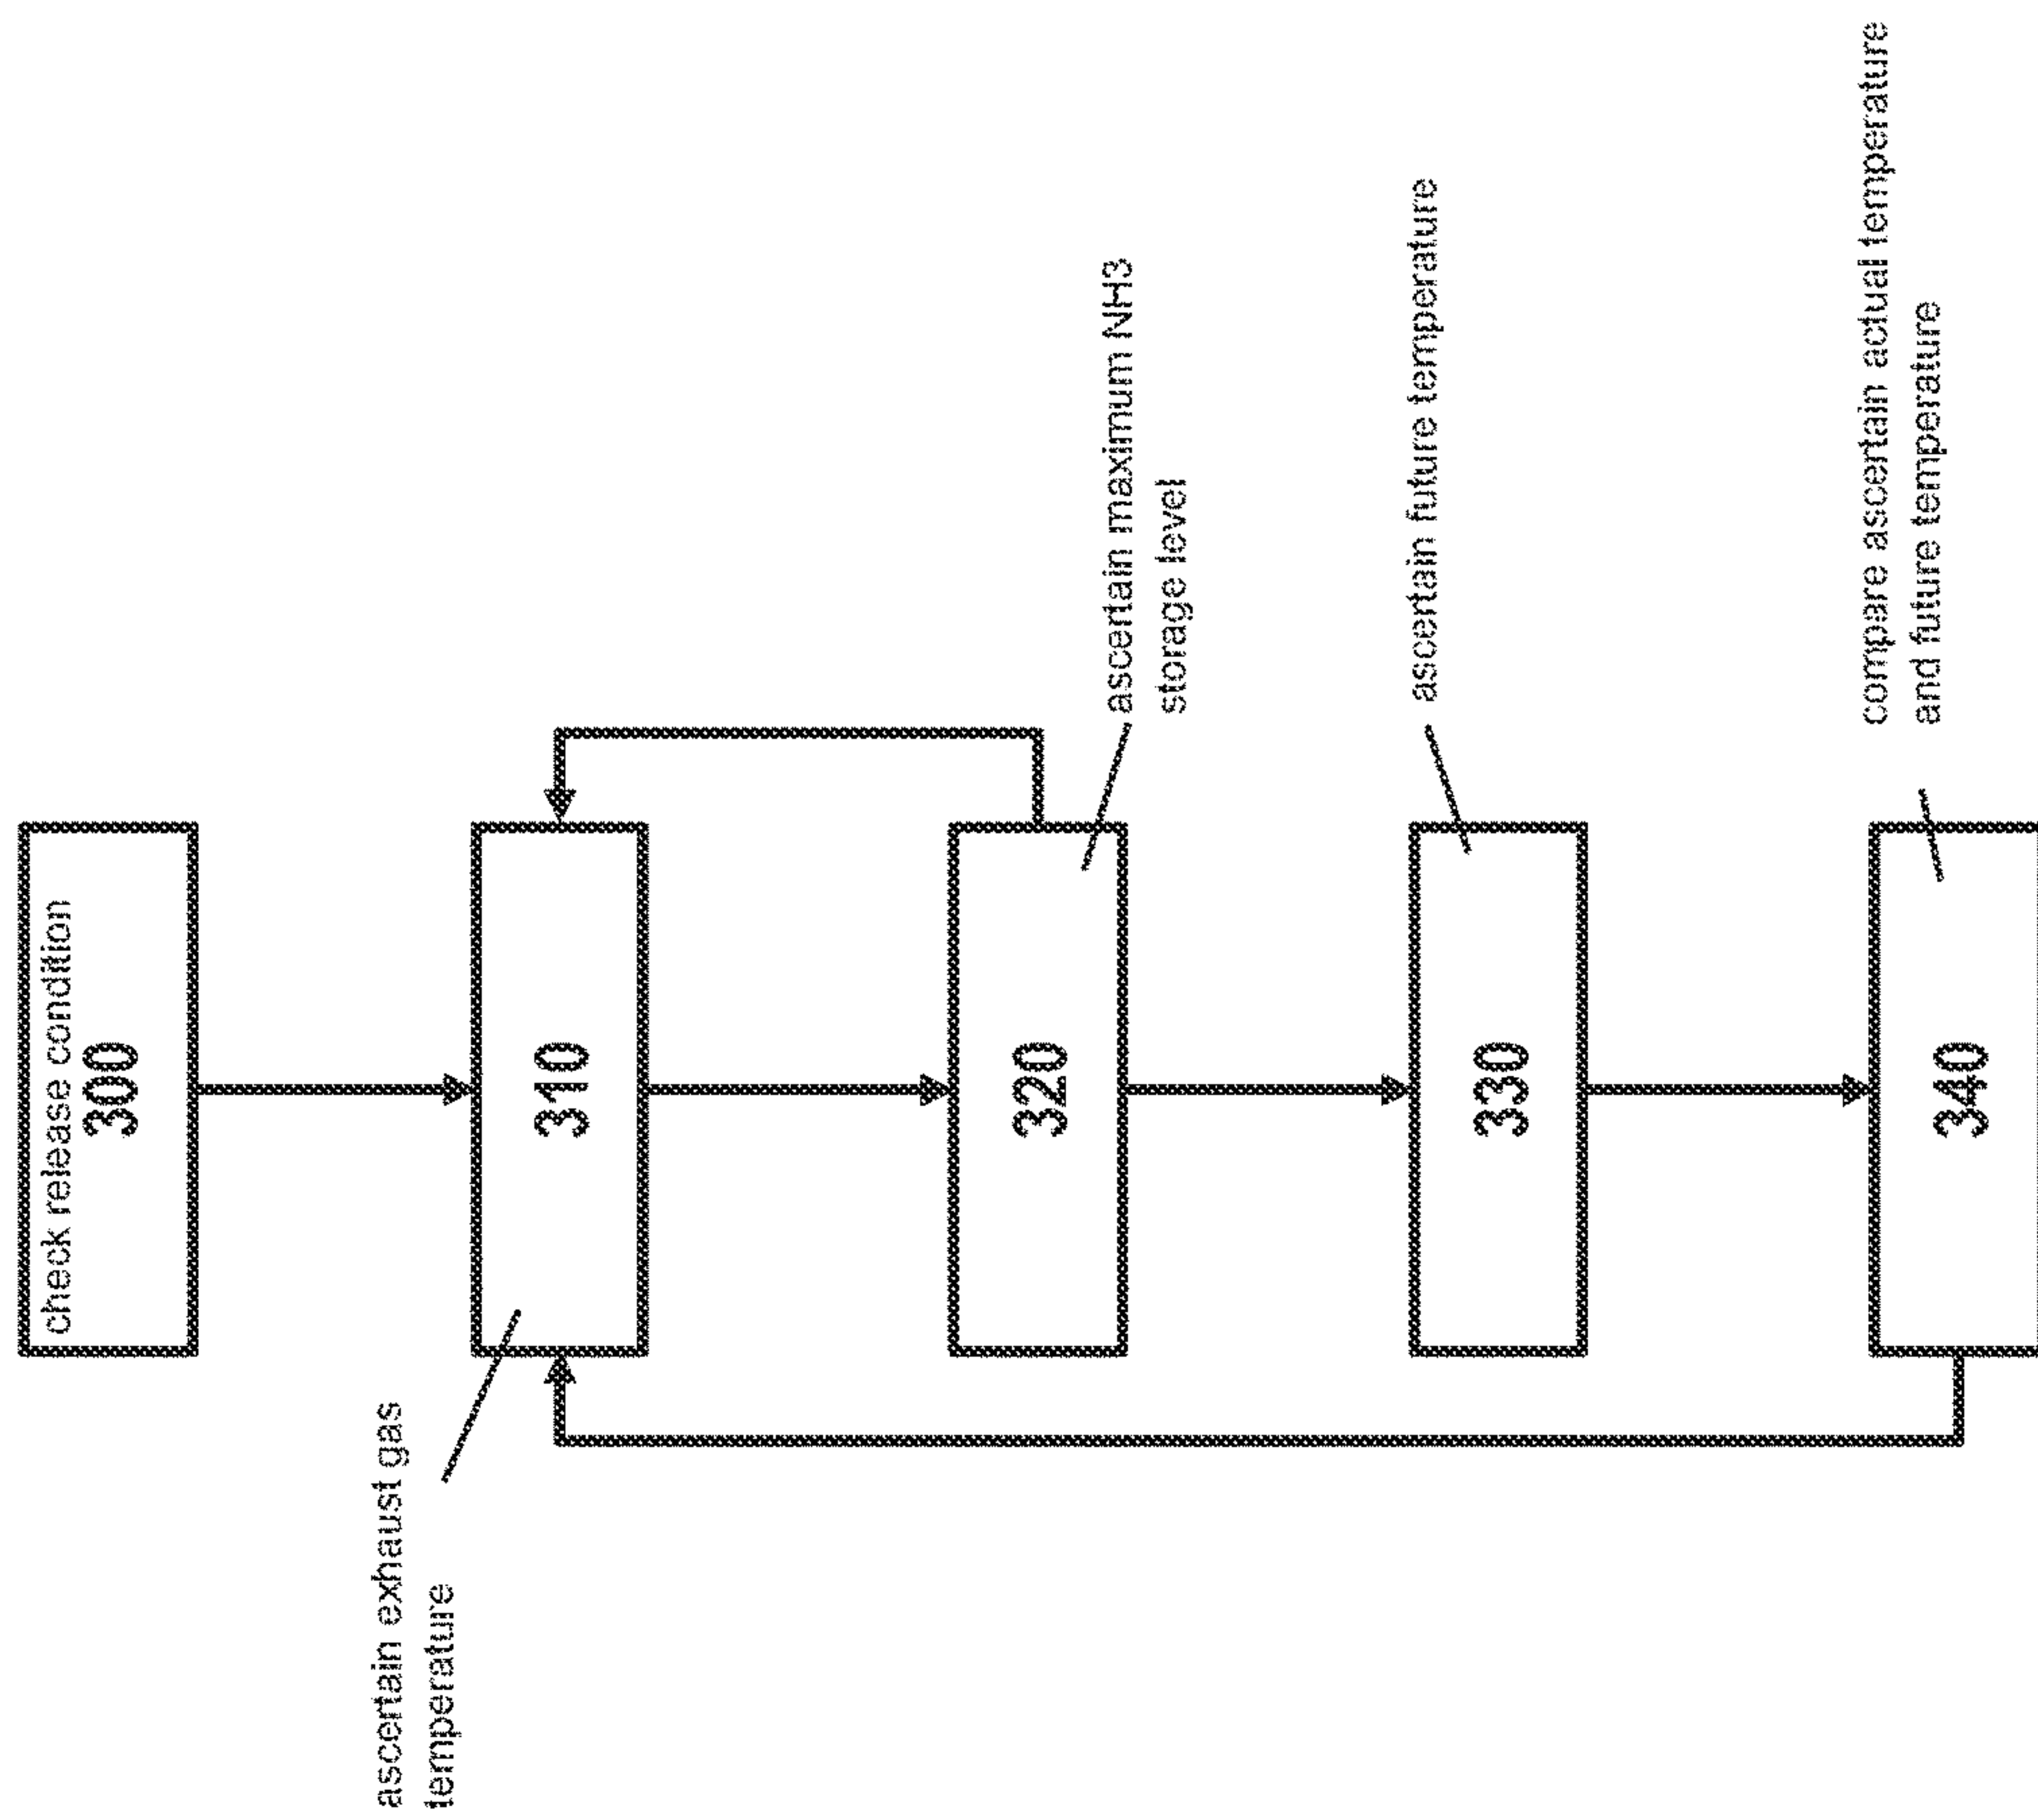 check release condition
300
ascertain exhaust gas
temperature
310
320
ascertain maximum NH3
storage level
330
ascertain future temperature
340
compare ascertain actual temperature
and future temperature